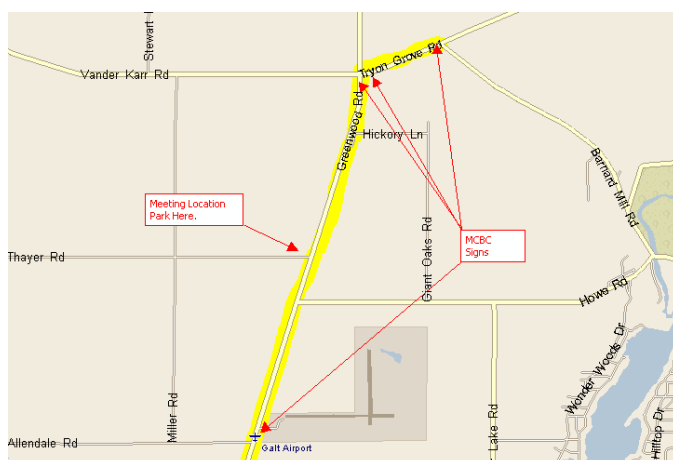 Stewart
Tryon Grove Rd
Vander Karr Rd
Greenwood Rd
Hickory Ln
Barnard Mill Rd
Meeting Location
Park Here.
MCBC
Signs
Giant Oaks Rd
Thayer Rd
Howe Rd
Wonder Woods Dr
Miller Rd
Lake Rd
Hilltop Dr
Allendale Rd
Galt Airport